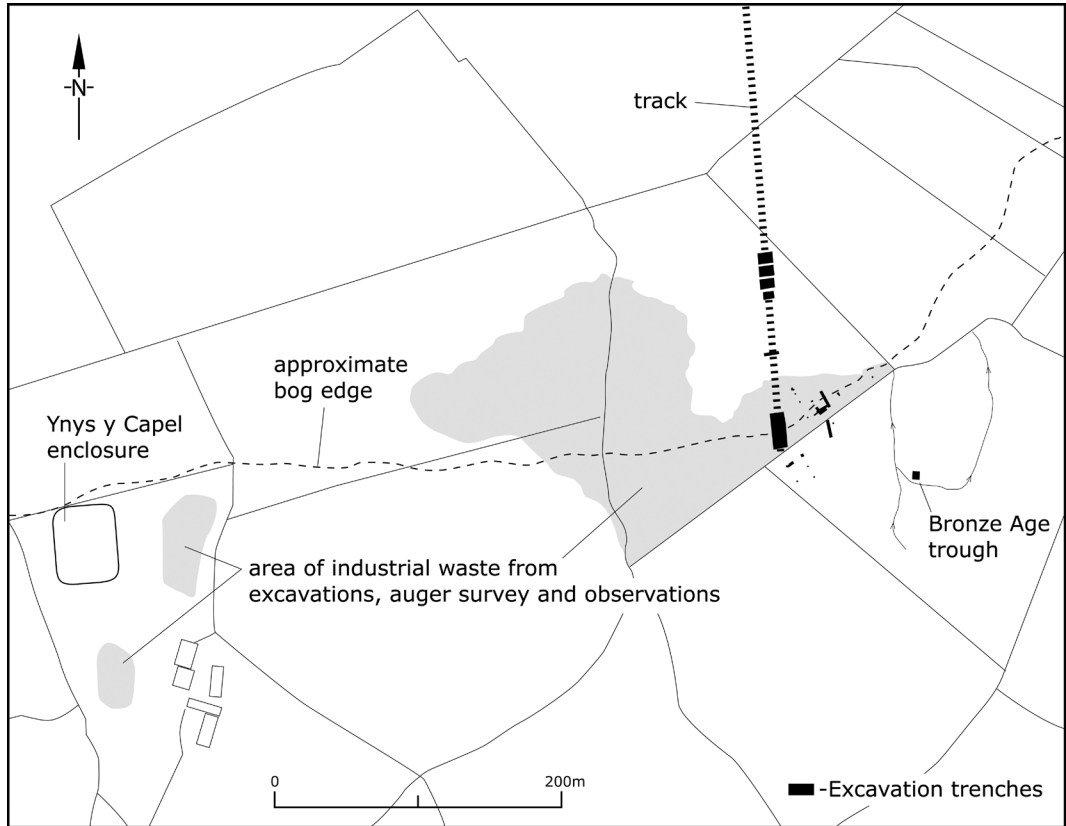 -N-
track
approximate
bog edge
Ynys y Capel
enclosure
Bronze Age
trough
area of industrial waste from
excavations, auger survey and observations
0
200m
-Excavation trenches